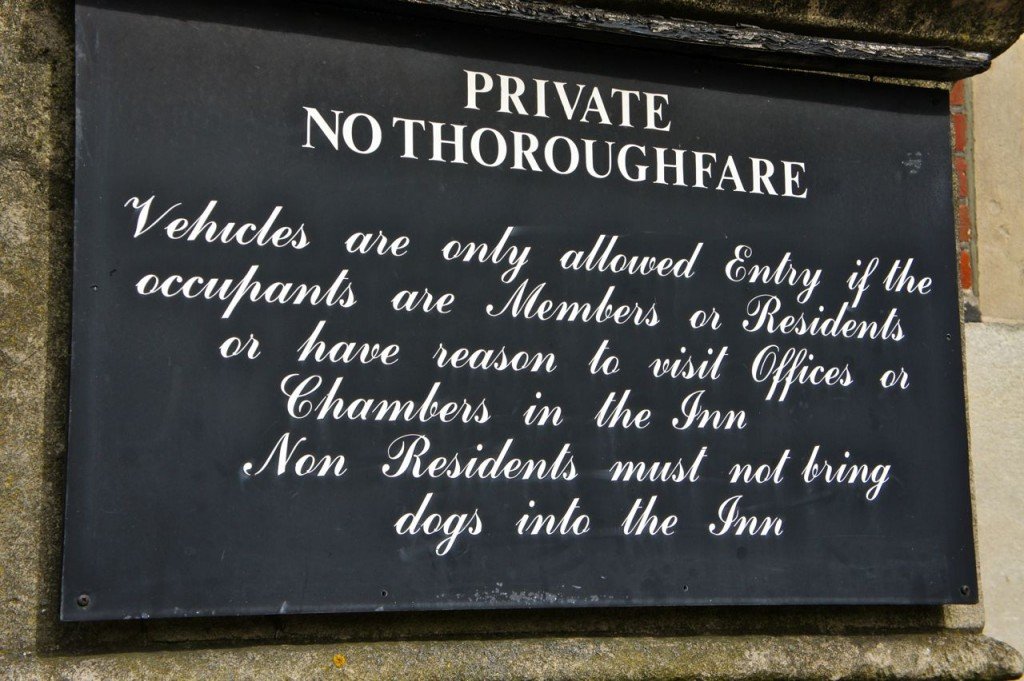 PRIVATE
NO THOROUGHFARE
Vehicles are only allowed Entry if the
occupants are Members or Residents
or have reason to visit Offices or
Chambers in the Inn
Non Residents must not bring
dogs into the Inn